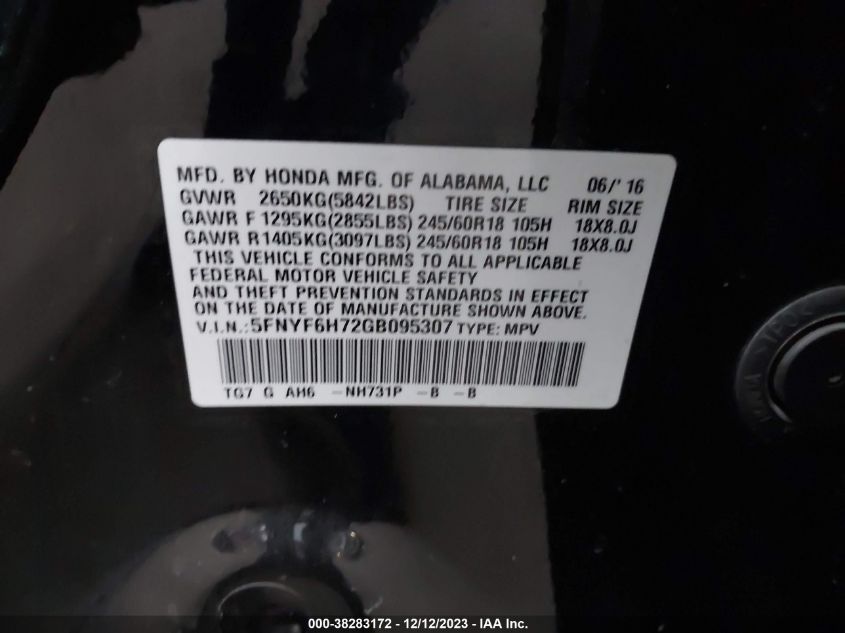 MFD. BY HONDA MFG. OF ALABAMA, LLC 06/' 16
GVWR 2650KG(5842LBS) TIRE SIZE RIM SIZE
GAWR F 1295KG(2855LBS) 245/60R18 105H 18X8.0J
GAWR R1405KG(3097LBS) 245/60R18 105H 18X8.0J
THIS VEHICLE CONFORMS TO ALL APPLICABLE
FEDERAL MOTOR VEHICLE SAFETY
AND THEFT PREVENTION STANDARDS IN EFFECT
ON THE DATE OF MANUFACTURE SHOWN ABOVE.
V.I.N.:5FNYF6H72GB095307 TYPE: MPV
TG7 G AH6 -NH731P -B -B
000-38283172 - 12/12/2023 - IAA Inc.